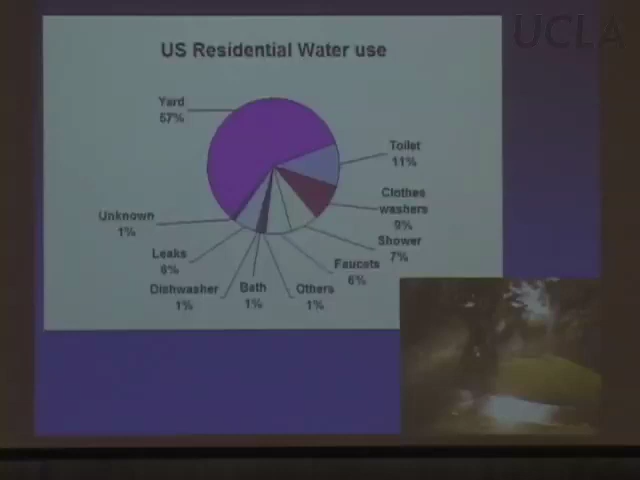 UCLA
US Residential Water use
Yard
57%
Toilet
11%
Clothes
washers
9%
Shower
7%
Faucets
6%
Others
1%
Bath
1%
Dishwasher
1%
Leaks
6%
Unknown
1%